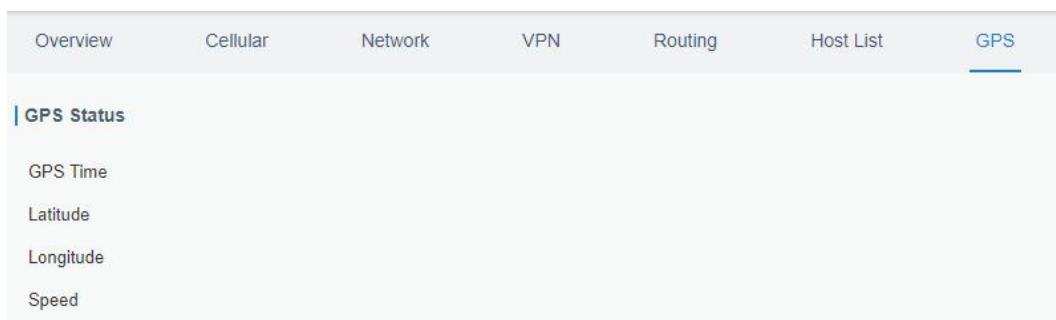 Overview Cellular Network VPN Routing Host List GPS
GPS Status
GPS Time
Latitude
Longitude
Speed